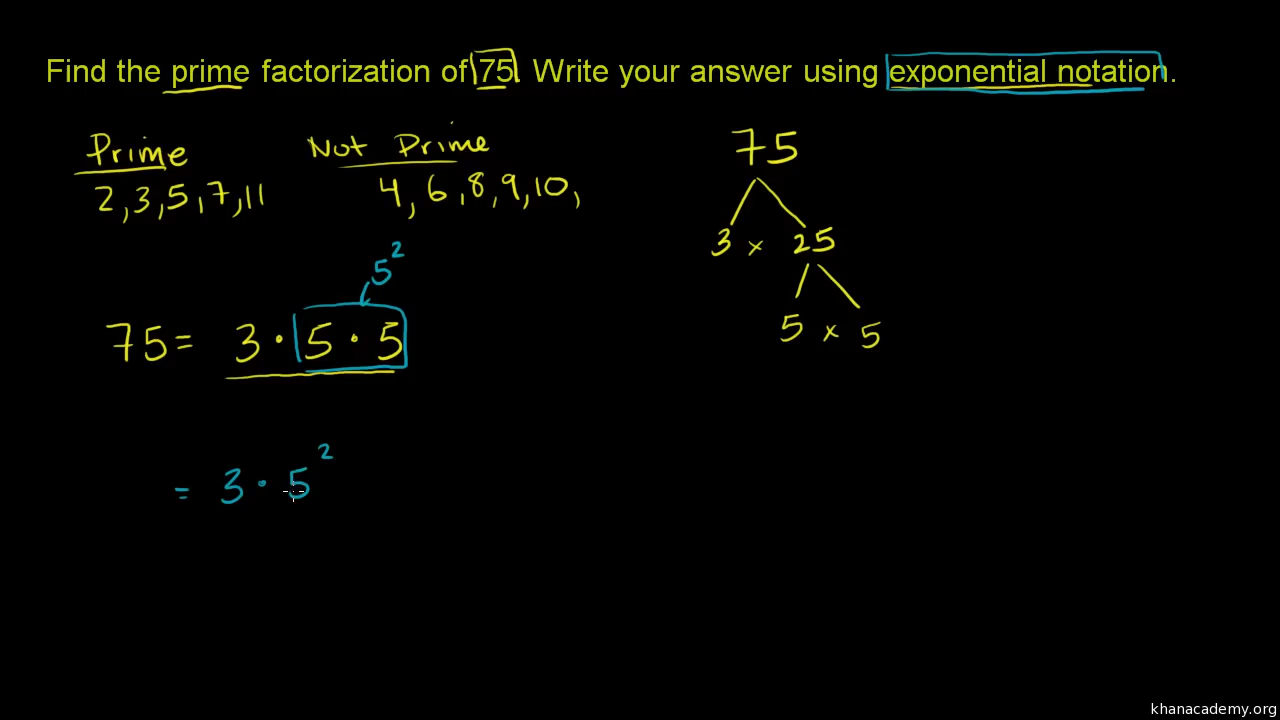 Find the prime factorization of 75. Write your answer using exponential notation.
Prime
2, 3, 5, 7, 11
Not Prime
4, 6, 8, 9, 10,
75
3 × 25
5 × 5
5²
75 = 3 · 5 · 5
= 3 · 5²
khanacademy.org